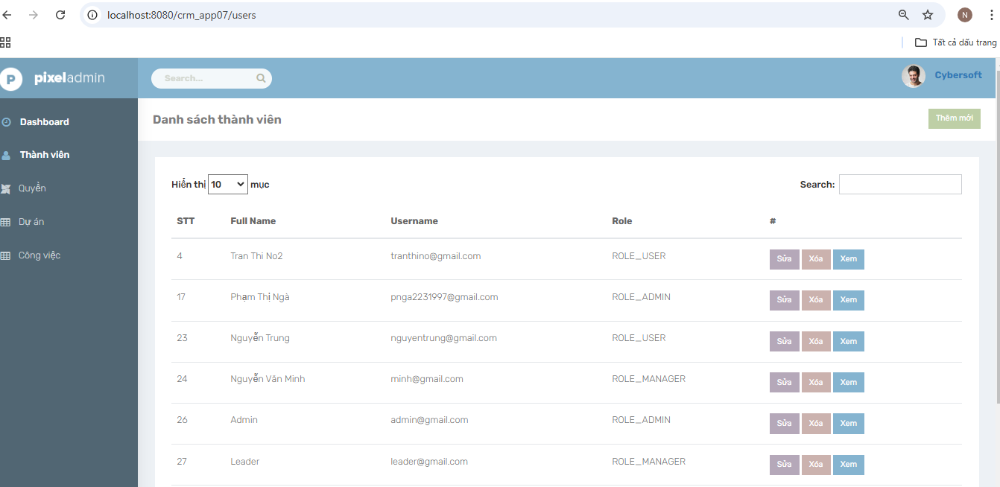 localhost:8080/crm_app07/users
N
Tất cả dấu trang
P pixeladmin
Search...
Cybersoft
Dashboard
Thành viên
Quyền
Dự án
Công việc
Danh sách thành viên
Thêm mới
Hiển thị 10 mục
Search:
STT Full Name Username Role #
4 Tran Thi No2 tranthino@gmail.com ROLE_USER Sửa Xóa Xem
17 Phạm Thị Ngà pnga2231997@gmail.com ROLE_ADMIN Sửa Xóa Xem
23 Nguyễn Trung nguyentrung@gmail.com ROLE_USER Sửa Xóa Xem
24 Nguyễn Văn Minh minh@gmail.com ROLE_MANAGER Sửa Xóa Xem
26 Admin admin@gmail.com ROLE_ADMIN Sửa Xóa Xem
27 Leader leader@gmail.com ROLE_MANAGER Sửa Xóa Xem